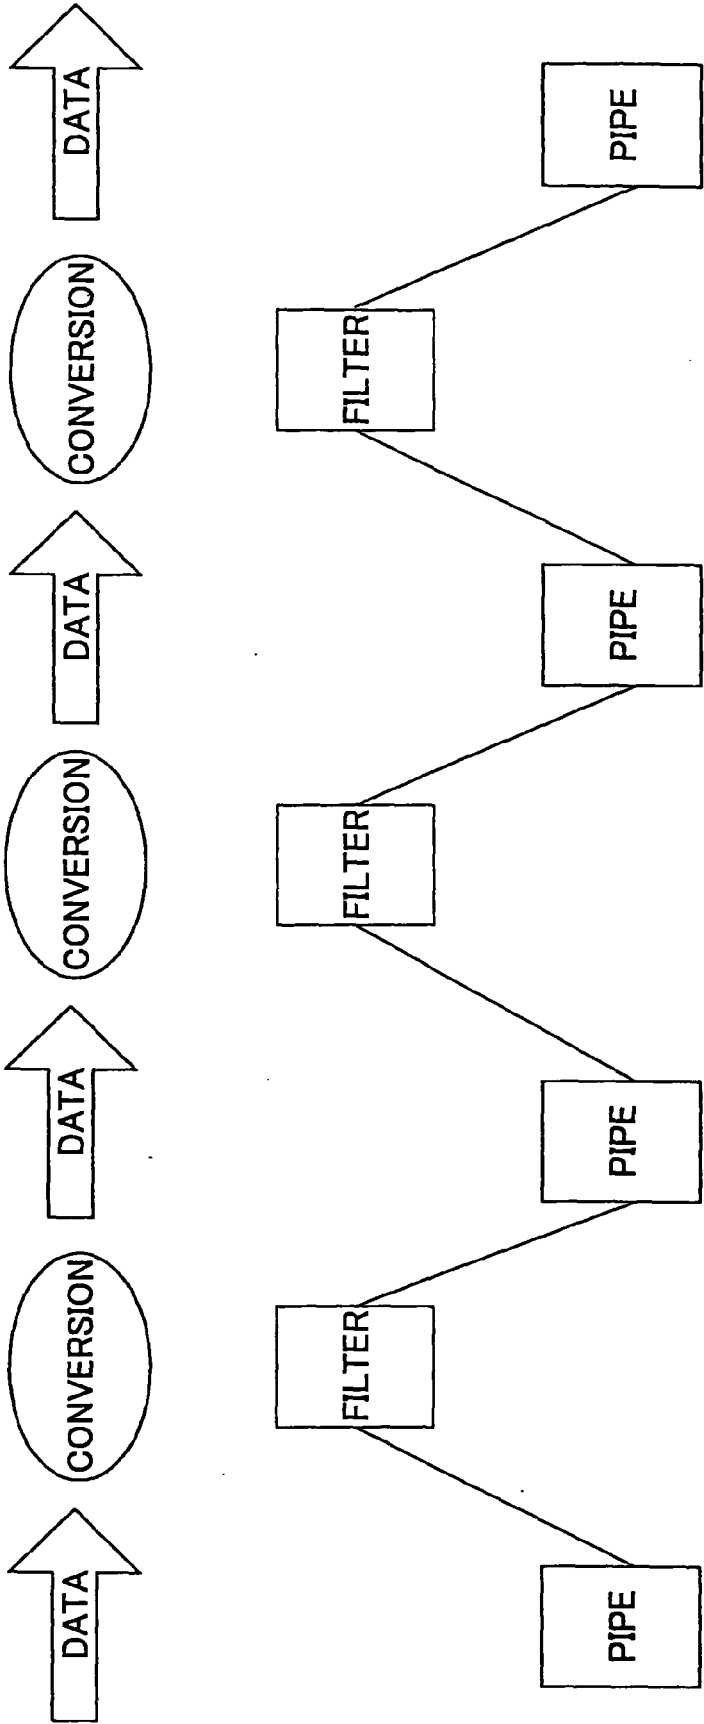 DATA
CONVERSION
DATA
CONVERSION
DATA
CONVERSION
DATA
FILTER
FILTER
FILTER
PIPE
PIPE
PIPE
PIPE